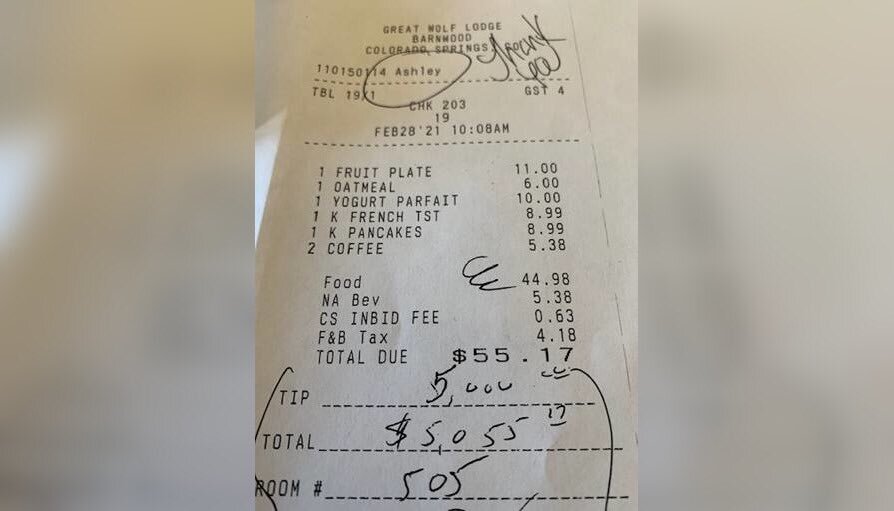 GREAT WOLF LODGE
BARNWOOD
COLORADO SPRINGS
Thank
110150114 Ashley
TBL 19/1 GST 4
CHK 203
19
FEB28'21 10:08AM
1 FRUIT PLATE 11.00
1 OATMEAL 6.00
1 YOGURT PARFAIT 10.00
1 K FRENCH TST 8.99
1 K PANCAKES 8.99
2 COFFEE 5.38
Food 44.98
NA Bev 5.38
CS INBID FEE 0.63
F&B Tax 4.18
TOTAL DUE $55.17
TIP 5,000
TOTAL $5,055 17
ROOM # 505